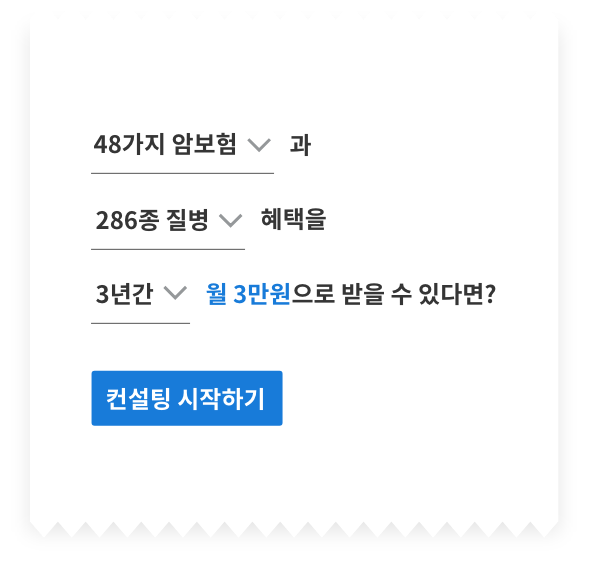 48가지 암보험 과
286종 질병 혜택을
3년간 월 3만원으로 받을 수 있다면?
컨설팅 시작하기